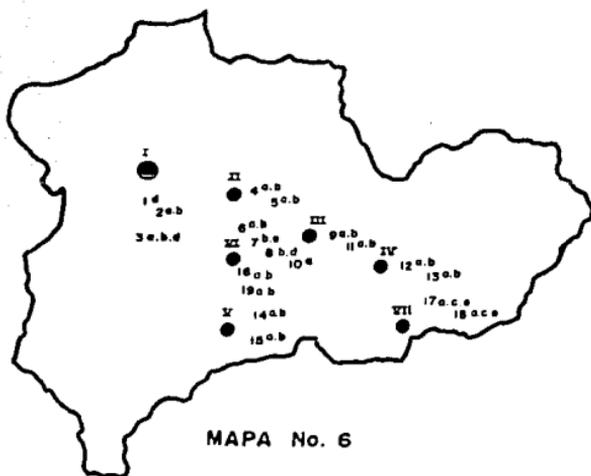 I
1 d
2 a.b
3 a.b.d
II
4 a.b
5 a.b
6 a.b
7 b.e
8 b.d
III
9 a.b
10 a
11 a.b
IV
12 a.b
13 a.b
VI
16 a.b
19 a.b
V
14 a.b
15 a.b
VII
17 a.c.e
18 a.c.e
MAPA No. 6